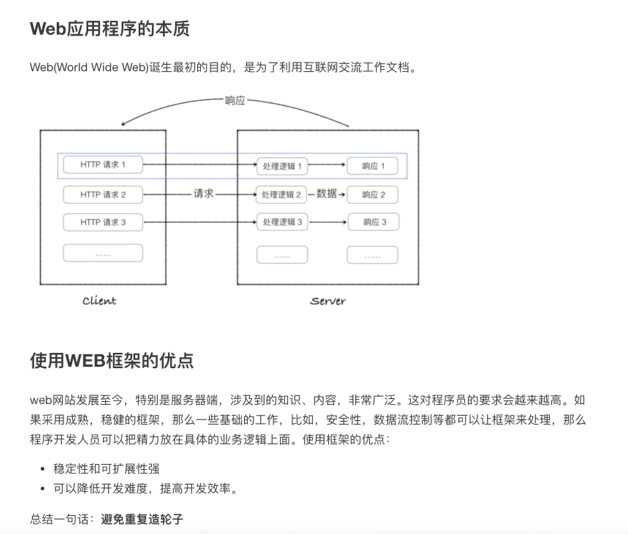 Web应用程序的本质
Web(World Wide Web)诞生最初的目的，是为了利用互联网交流工作文档。
响应
HTTP 请求 1
处理逻辑 1
响应 1
HTTP 请求 2
请求
处理逻辑 2
数据
响应 2
HTTP 请求 3
处理逻辑 3
响应 3
......
......
......
Client
Server
使用WEB框架的优点
web网站发展至今，特别是服务器端，涉及到的知识、内容，非常广泛。这对程序员的要求会越来越高。如
果采用成熟，稳健的框架，那么一些基础的工作，比如，安全性，数据流控制等都可以让框架来处理，那么
程序开发人员可以把精力放在具体的业务逻辑上面。使用框架的优点：
• 稳定性和可扩展性强
• 可以降低开发难度，提高开发效率。
总结一句话：避免重复造轮子